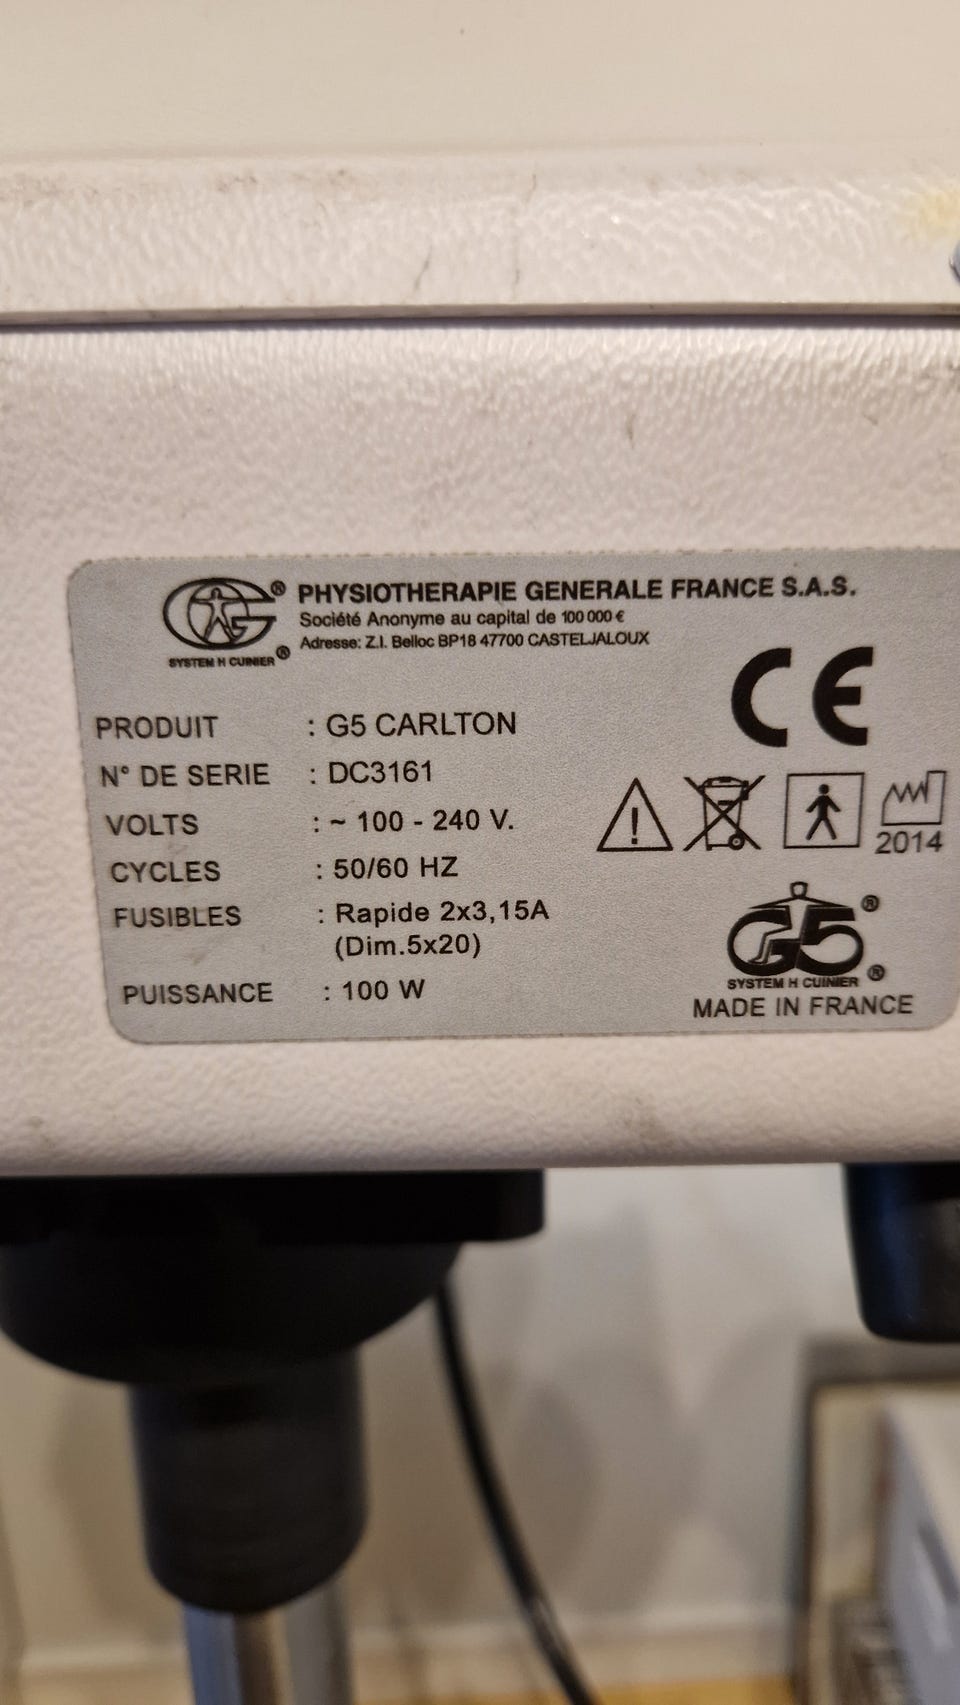 G®
SYSTEM H CUINIER®
PHYSIOTHERAPIE GENERALE FRANCE S.A.S.
Société Anonyme au capital de 100 000 €
Adresse: Z.I. Belloc BP18 47700 CASTELJALOUX
CE
PRODUIT : G5 CARLTON
N° DE SERIE : DC3161
VOLTS : ~ 100 - 240 V.
CYCLES : 50/60 HZ
FUSIBLES : Rapide 2x3,15A
(Dim.5x20)
PUISSANCE : 100 W
2014
G5®
SYSTEM H CUINIER®
MADE IN FRANCE